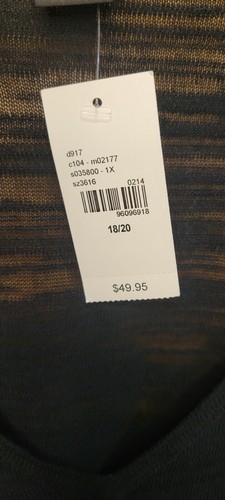 d917
c104 - m02177
s035800 - 1X
sz3616 0214
96096918
18/20
$49.95